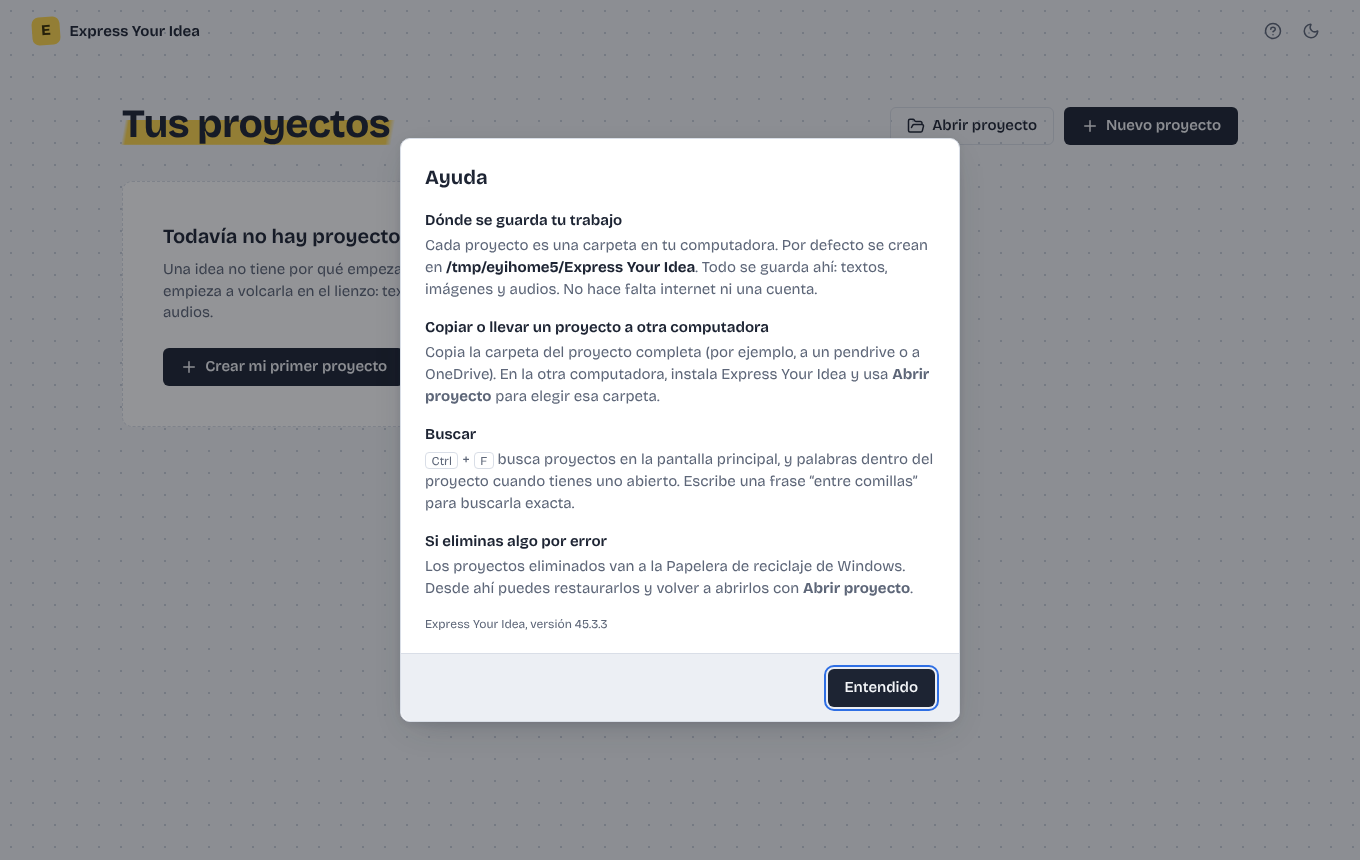 E Express Your Idea
Tus proyectos
Abrir proyecto
Nuevo proyecto
Todavía no hay proyecto
Una idea no tiene por qué empeza
empieza a volcarla en el lienzo: tex
audios.
Crear mi primer proyecto
Ayuda
Dónde se guarda tu trabajo
Cada proyecto es una carpeta en tu computadora. Por defecto se crean
en /tmp/eyihome5/Express Your Idea. Todo se guarda ahí: textos,
imágenes y audios. No hace falta internet ni una cuenta.
Copiar o llevar un proyecto a otra computadora
Copia la carpeta del proyecto completa (por ejemplo, a un pendrive o a
OneDrive). En la otra computadora, instala Express Your Idea y usa Abrir
proyecto para elegir esa carpeta.
Buscar
Ctrl + F busca proyectos en la pantalla principal, y palabras dentro del
proyecto cuando tienes uno abierto. Escribe una frase “entre comillas”
para buscarla exacta.
Si eliminas algo por error
Los proyectos eliminados van a la Papelera de reciclaje de Windows.
Desde ahí puedes restaurarlos y volver a abrirlos con Abrir proyecto.
Express Your Idea, versión 45.3.3
Entendido